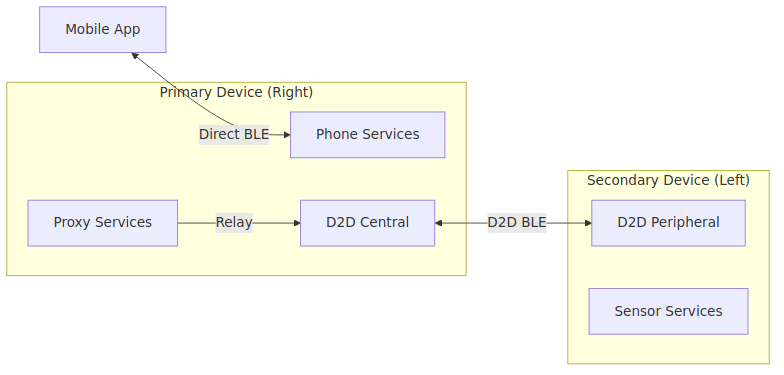 Mobile App
Primary Device (Right)
Direct BLE
Phone Services
Secondary Device (Left)
Proxy Services
Relay
D2D Central
D2D BLE
D2D Peripheral
Sensor Services